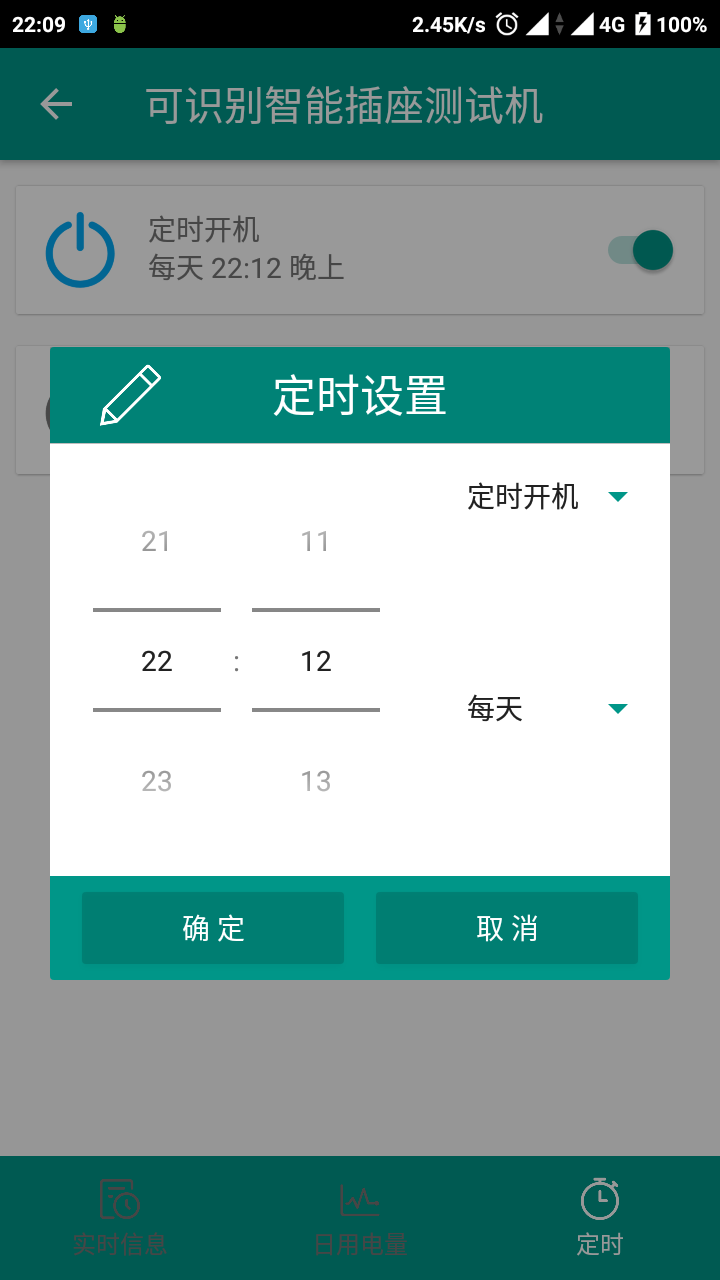 22:09 2.45K/s 4G 100%
可识别智能插座测试机
定时开机
每天 22:12 晚上
定时设置
定时开机
21 11
22 : 12
每天
23 13
确 定 取 消
实时信息 日用电量 定时